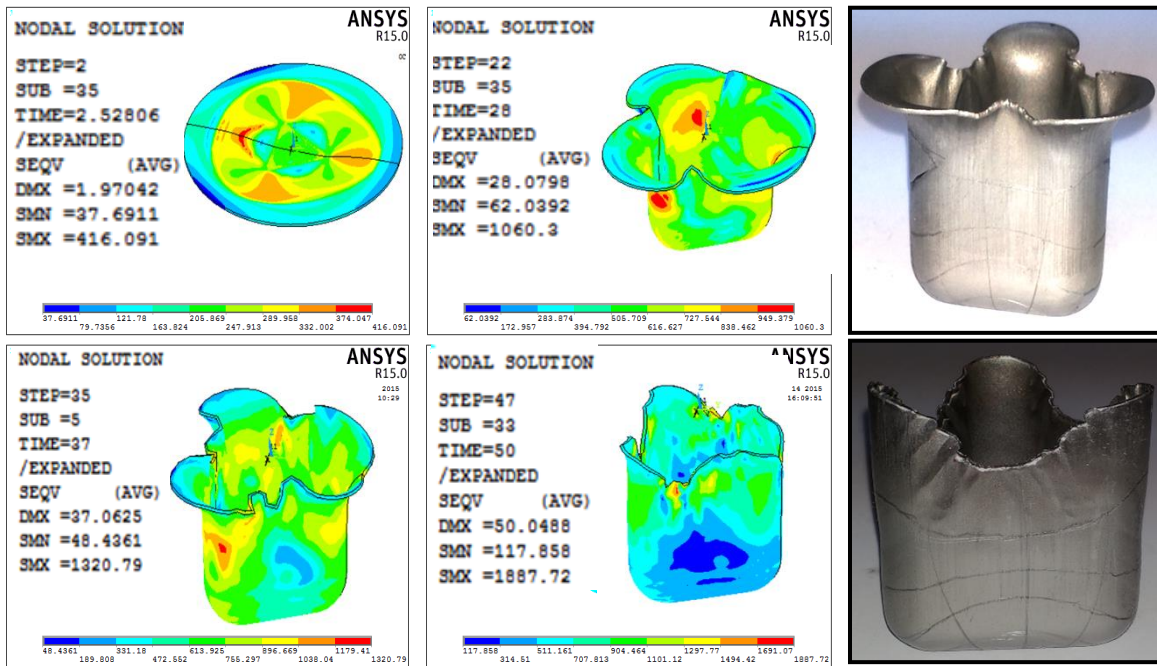 NODAL SOLUTION
ANSYS
R15.0
STEP=2
SUB =35
TIME=2.52806
/EXPANDED
SEQV (AVG)
DMX =1.97042
SMN =37.6911
SMX =416.091
37.6911 121.78 205.869 289.958 374.047
79.7356 163.824 247.913 332.002 416.091
NODAL SOLUTION
ANSYS
R15.0
STEP=22
SUB =35
TIME=28
/EXPANDED
SEQV (AVG)
DMX =28.0798
SMN =62.0392
SMX =1060.3
62.0392 283.874 505.709 727.544 949.379
172.957 394.792 616.627 838.462 1060.3
NODAL SOLUTION
ANSYS
R15.0
2015
10:29
STEP=35
SUB =5
TIME=37
/EXPANDED
SEQV (AVG)
DMX =37.0625
SMN =48.4361
SMX =1320.79
48.4361 331.18 613.925 896.669 1179.41
189.808 472.552 755.297 1038.04 1320.79
NODAL SOLUTION
ANSYS
R15.0
14 2015
16:09:51
STEP=47
SUB =33
TIME=50
/EXPANDED
SEQV (AVG)
DMX =50.0488
SMN =117.858
SMX =1887.72
117.858 511.161 904.464 1297.77 1691.07
314.51 707.813 1101.12 1494.42 1887.72